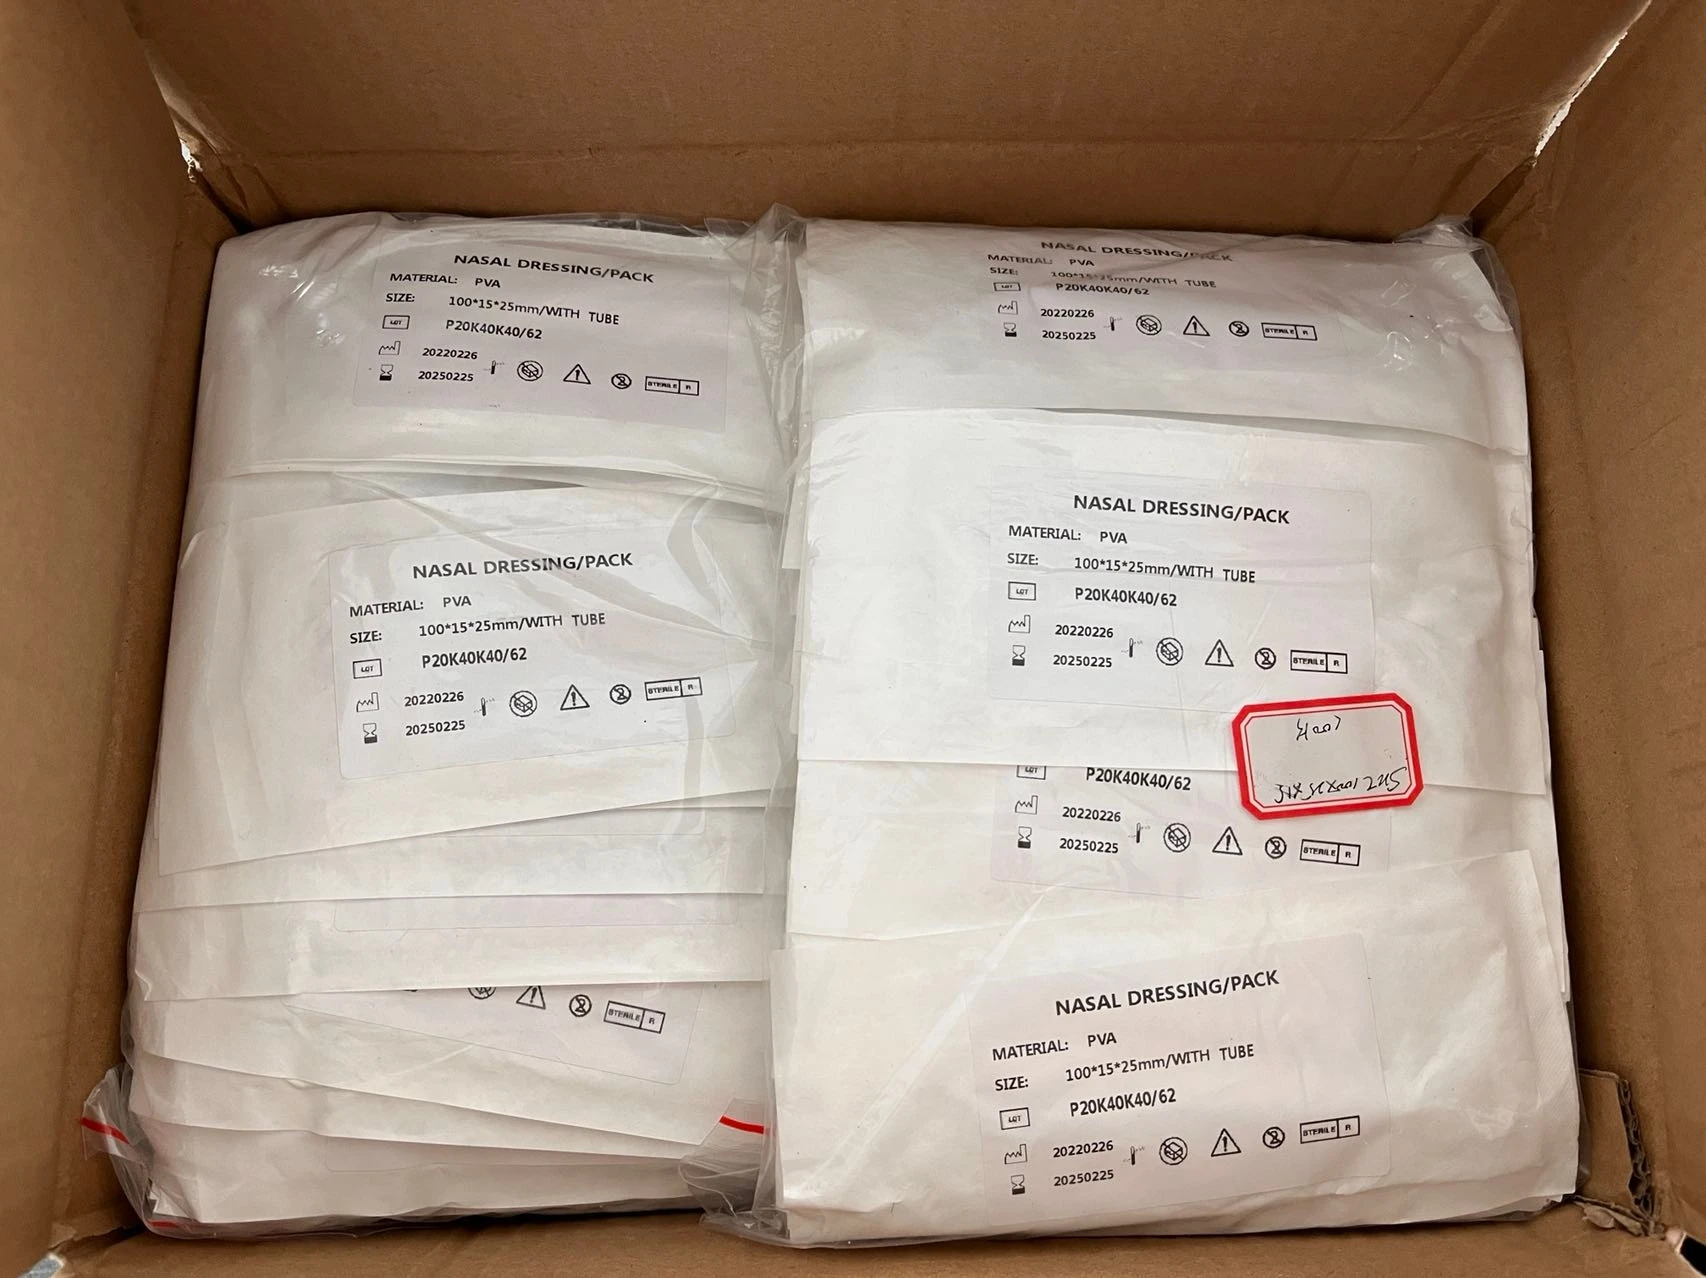 NASAL DRESSING/PACK
MATERIAL: PVA
SIZE: 100*15*25mm/WITH TUBE
LOT P20K40K40/62
20220226
20250225
STERILE R
NASAL DRESSING/PACK
MATERIAL: PVA
SIZE: 100*15*25mm/WITH TUBE
LOT P20K40K40/62
20220226
20250225
STERILE R
STERILE R
NASAL DRESSING/PACK
MATERIAL: PVA
SIZE: 100*15*25mm/WITH TUBE
LOT P20K40K40/62
20220226
20250225
STERILE R
NASAL DRESSING/PACK
MATERIAL: PVA
SIZE: 100*15*25mm/WITH TUBE
LOT P20K40K40/62
20220226
20250225
STERILE R
LOT P20K40K40/62
20220226
20250225
STERILE R
NASAL DRESSING/PACK
MATERIAL: PVA
SIZE: 100*15*25mm/WITH TUBE
LOT P20K40K40/62
20220226
20250225
STERILE R